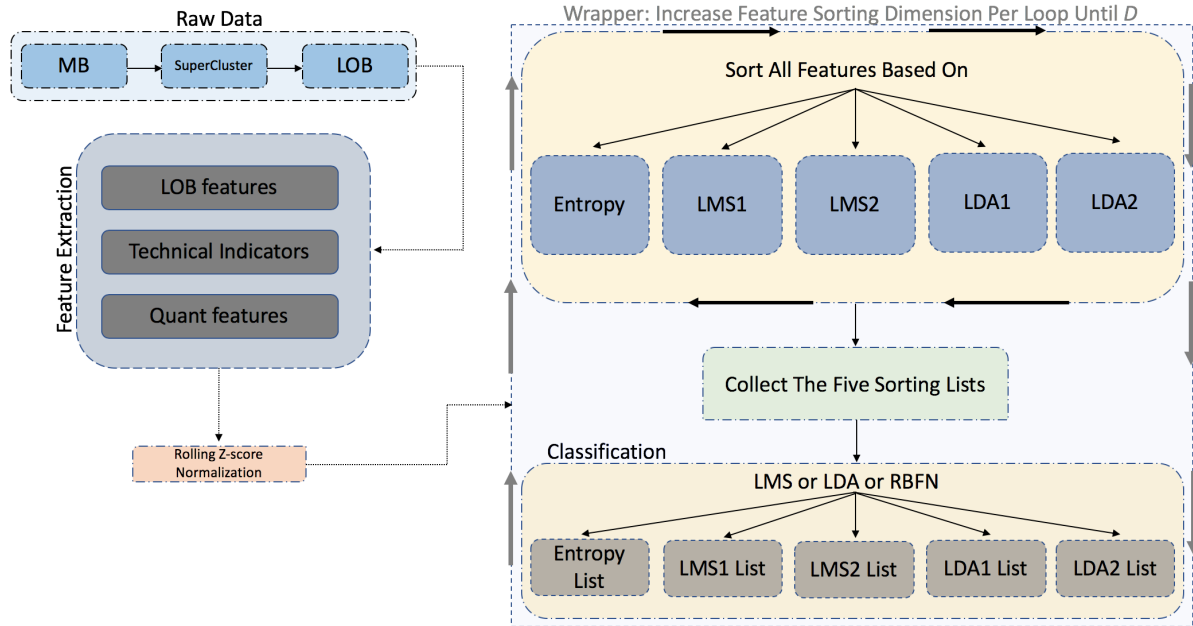 Raw Data
MB
SuperCluster
LOB
Feature Extraction
LOB features
Technical Indicators
Quant features
Rolling Z-score
Normalization
Wrapper: Increase Feature Sorting Dimension Per Loop Until D
Sort All Features Based On
Entropy
LMS1
LMS2
LDA1
LDA2
Collect The Five Sorting Lists
Classification
LMS or LDA or RBFN
Entropy
List
LMS1 List
LMS2 List
LDA1 List
LDA2 List